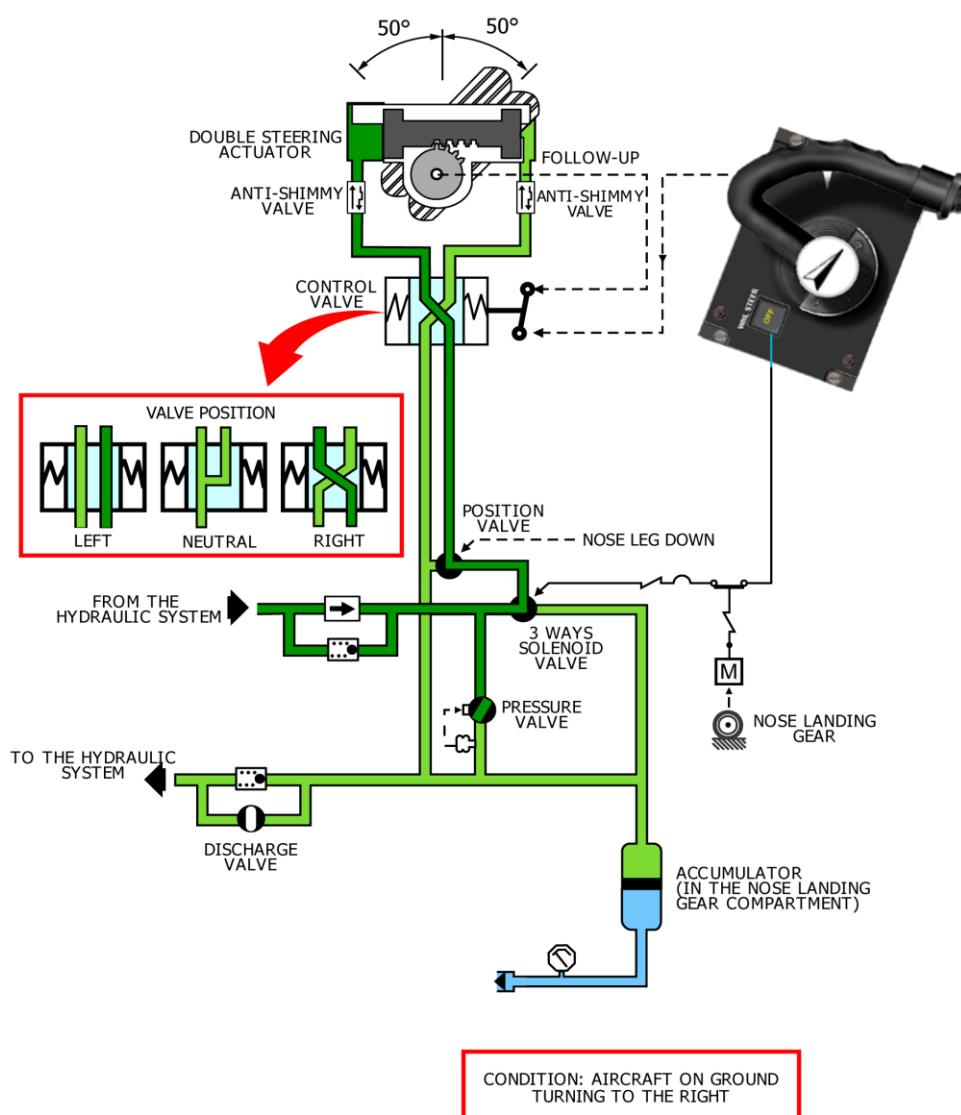 50°
50°
DOUBLE STEERING
ACTUATOR
FOLLOW-UP
ANTI-SHIMMY
VALVE
ANTI-SHIMMY
VALVE
CONTROL
VALVE
WHL STEER
OFF
VALVE POSITION
LEFT
NEUTRAL
RIGHT
POSITION
VALVE
NOSE LEG DOWN
FROM THE
HYDRAULIC SYSTEM
3 WAYS
SOLENOID
VALVE
M
PRESSURE
VALVE
NOSE LANDING
GEAR
TO THE HYDRAULIC
SYSTEM
DISCHARGE
VALVE
ACCUMULATOR
(IN THE NOSE LANDING
GEAR COMPARTMENT)
CONDITION: AIRCRAFT ON GROUND
TURNING TO THE RIGHT